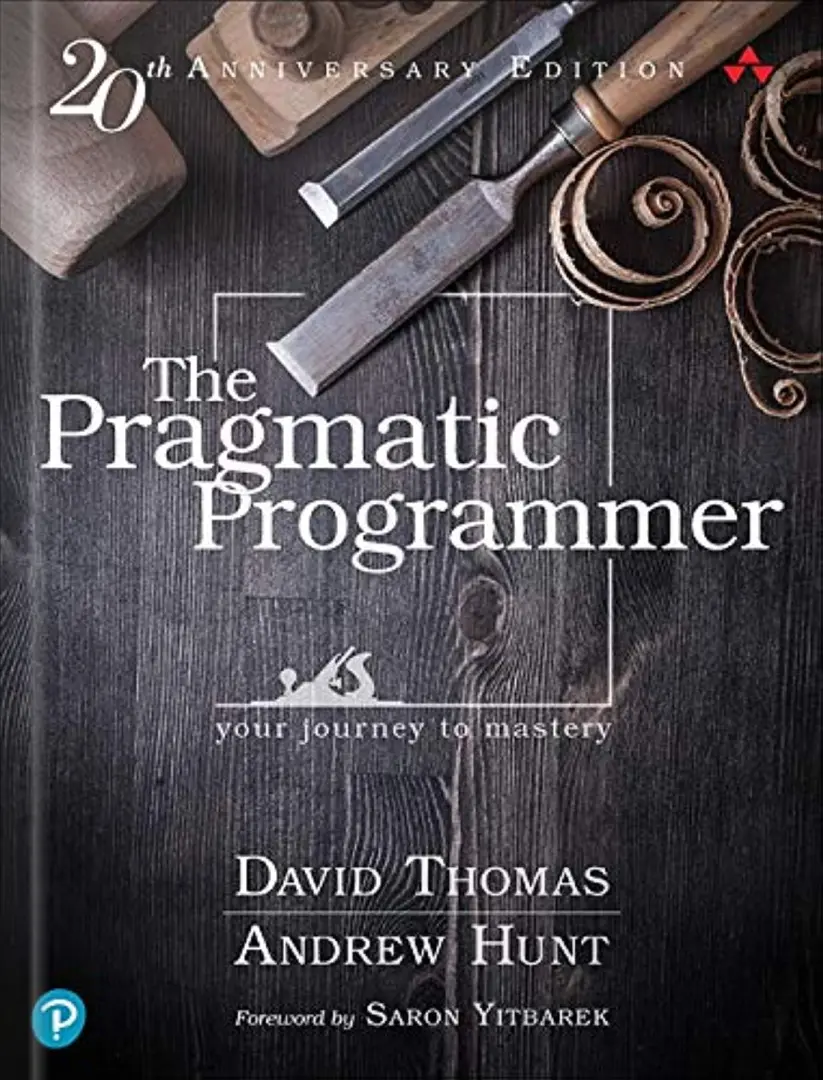 20th ANNIVERSARY EDITION
The
Pragmatic
Programmer
your journey to mastery
DAVID THOMAS
ANDREW HUNT
Foreword by SARON YITBAREK